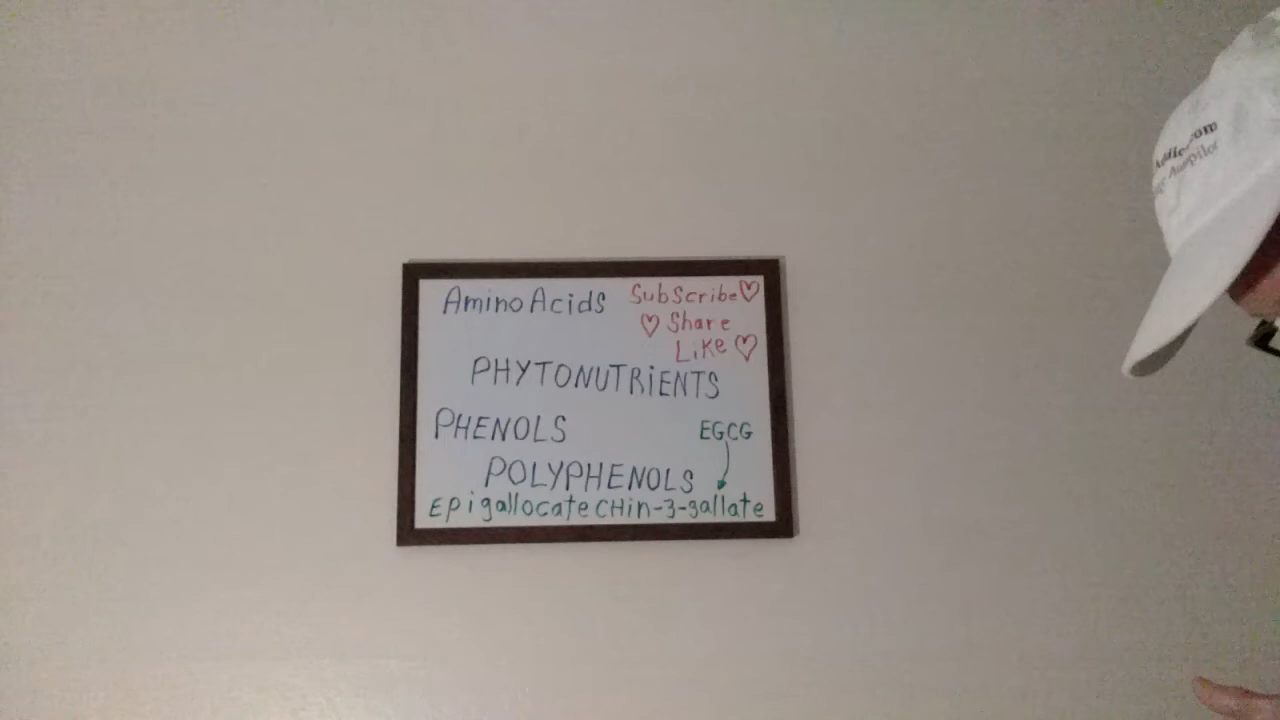 Amino Acids
Subscribe♡
♡ Share
Like ♡
PHYTONUTRiENTS
PHENOLS
EGCG
POLYPHENOLS
EpigallocateCHin-3-gallate